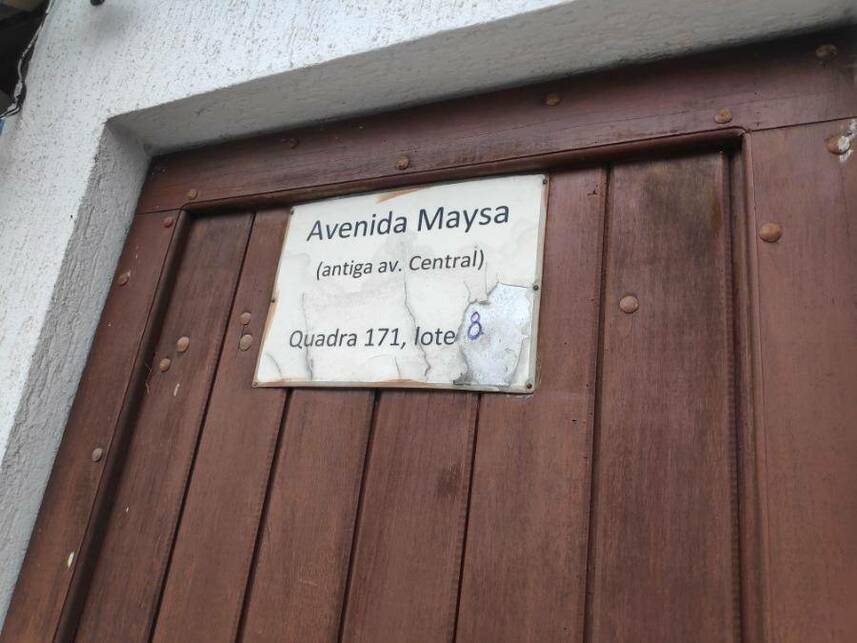 Avenida Maysa
(antiga av. Central)
Quadra 171, lote 8